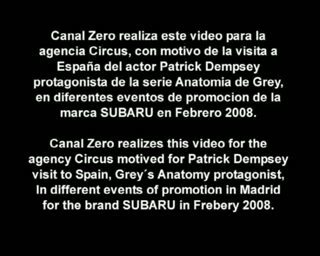 Canal Zero realiza este video para la
agencia Circus, con motivo de la visita a
España del actor Patrick Dempsey
protagonista de la serie Anatomia de Grey,
en diferentes eventos de promocion de la
marca SUBARU en Febrero 2008.
Canal Zero realizes this video for the
agency Circus motived for Patrick Dempsey
visit to Spain, Grey´s Anatomy protagonist,
In different events of promotion in Madrid
for the brand SUBARU in Frebery 2008.